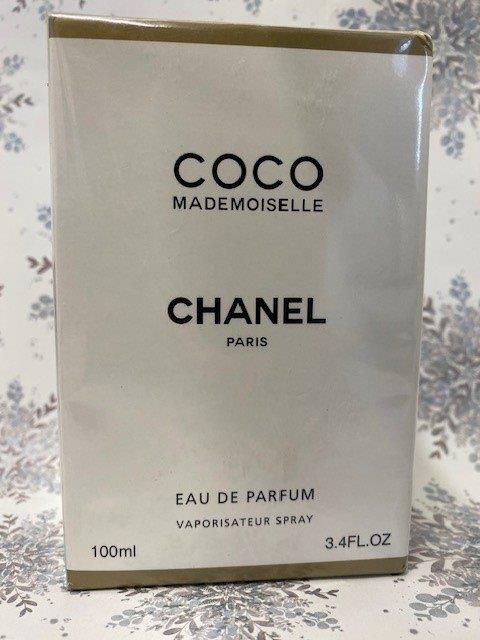 COCO
MADEMOISELLE
CHANEL
PARIS
EAU DE PARFUM
VAPORISATEUR SPRAY
100ml
3.4FL.OZ